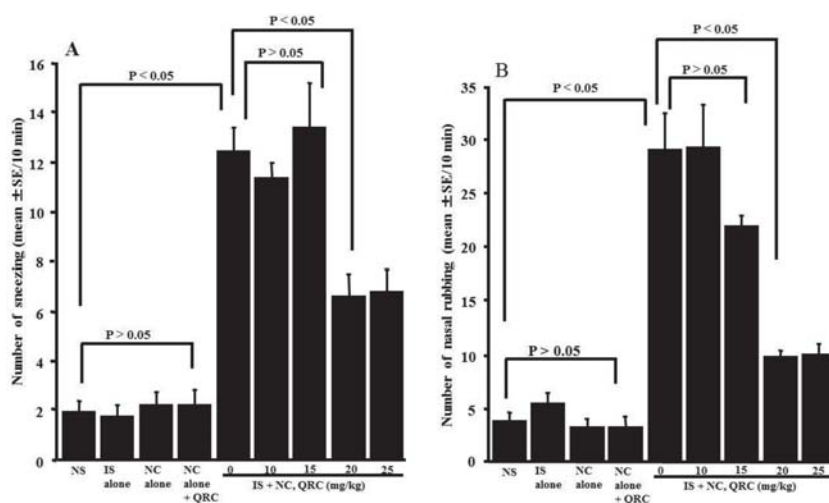 A
P < 0.05
P > 0.05
P < 0.05
P > 0.05
Number of sneezing (mean ±SE/10 min)
16
14
12
10
8
6
4
2
0
NS
IS alone
NC alone
NC alone + QRC
0
10
15
20
25
IS + NC, QRC (mg/kg)
B
P < 0.05
P > 0.05
P < 0.05
P > 0.05
Number of nasal rubbing (mean ±SE/10 min)
35
30
25
20
15
10
5
0
NS
IS alone
NC alone
NC alone + QRC
0
10
15
20
25
IS + NC, QRC (mg/kg)